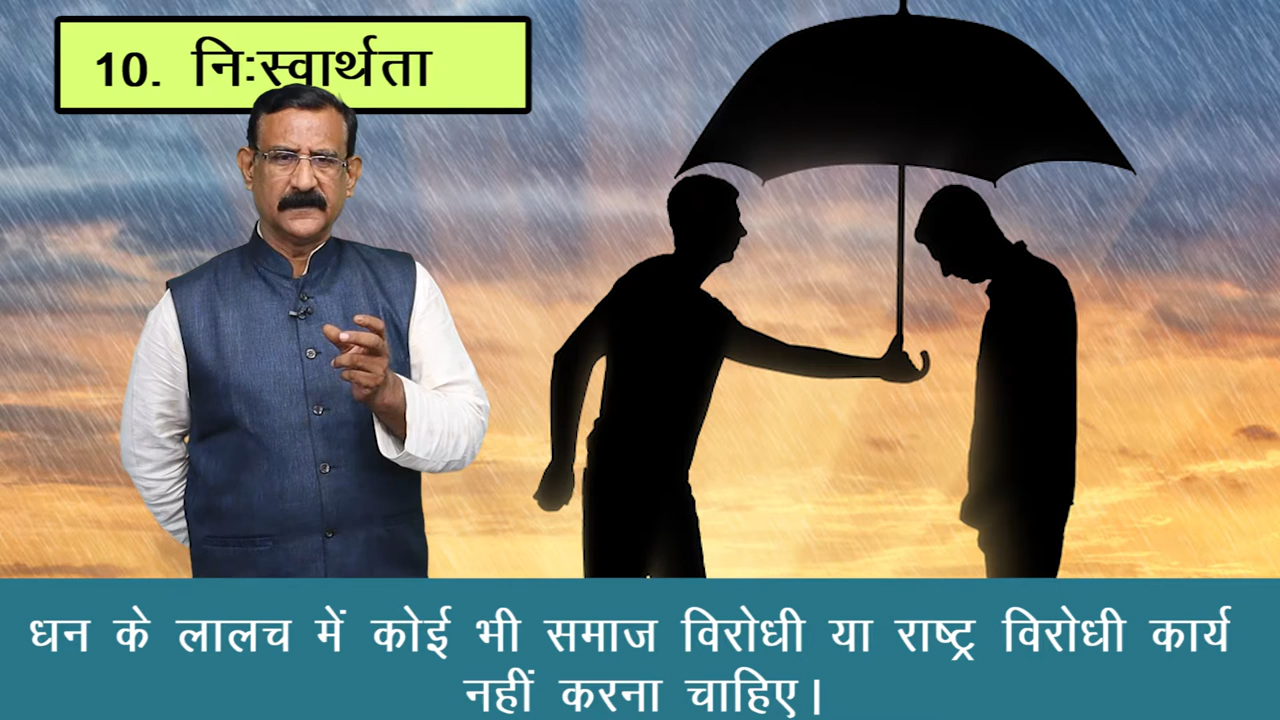 10. निःस्वार्थता
धन के लालच में कोई भी समाज विरोधी या राष्ट्र विरोधी कार्य
नहीं करना चाहिए।